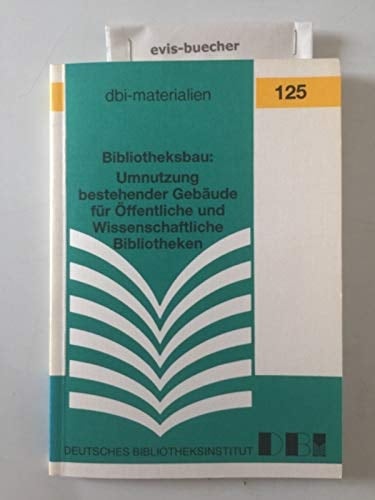 evis-buecher
dbi-materialien
125
Bibliotheksbau:
Umnutzung
bestehender Gebäude
für Öffentliche und
Wissenschaftliche
Bibliotheken
DEUTSCHES BIBLIOTHEKSINSTITUT
DBI